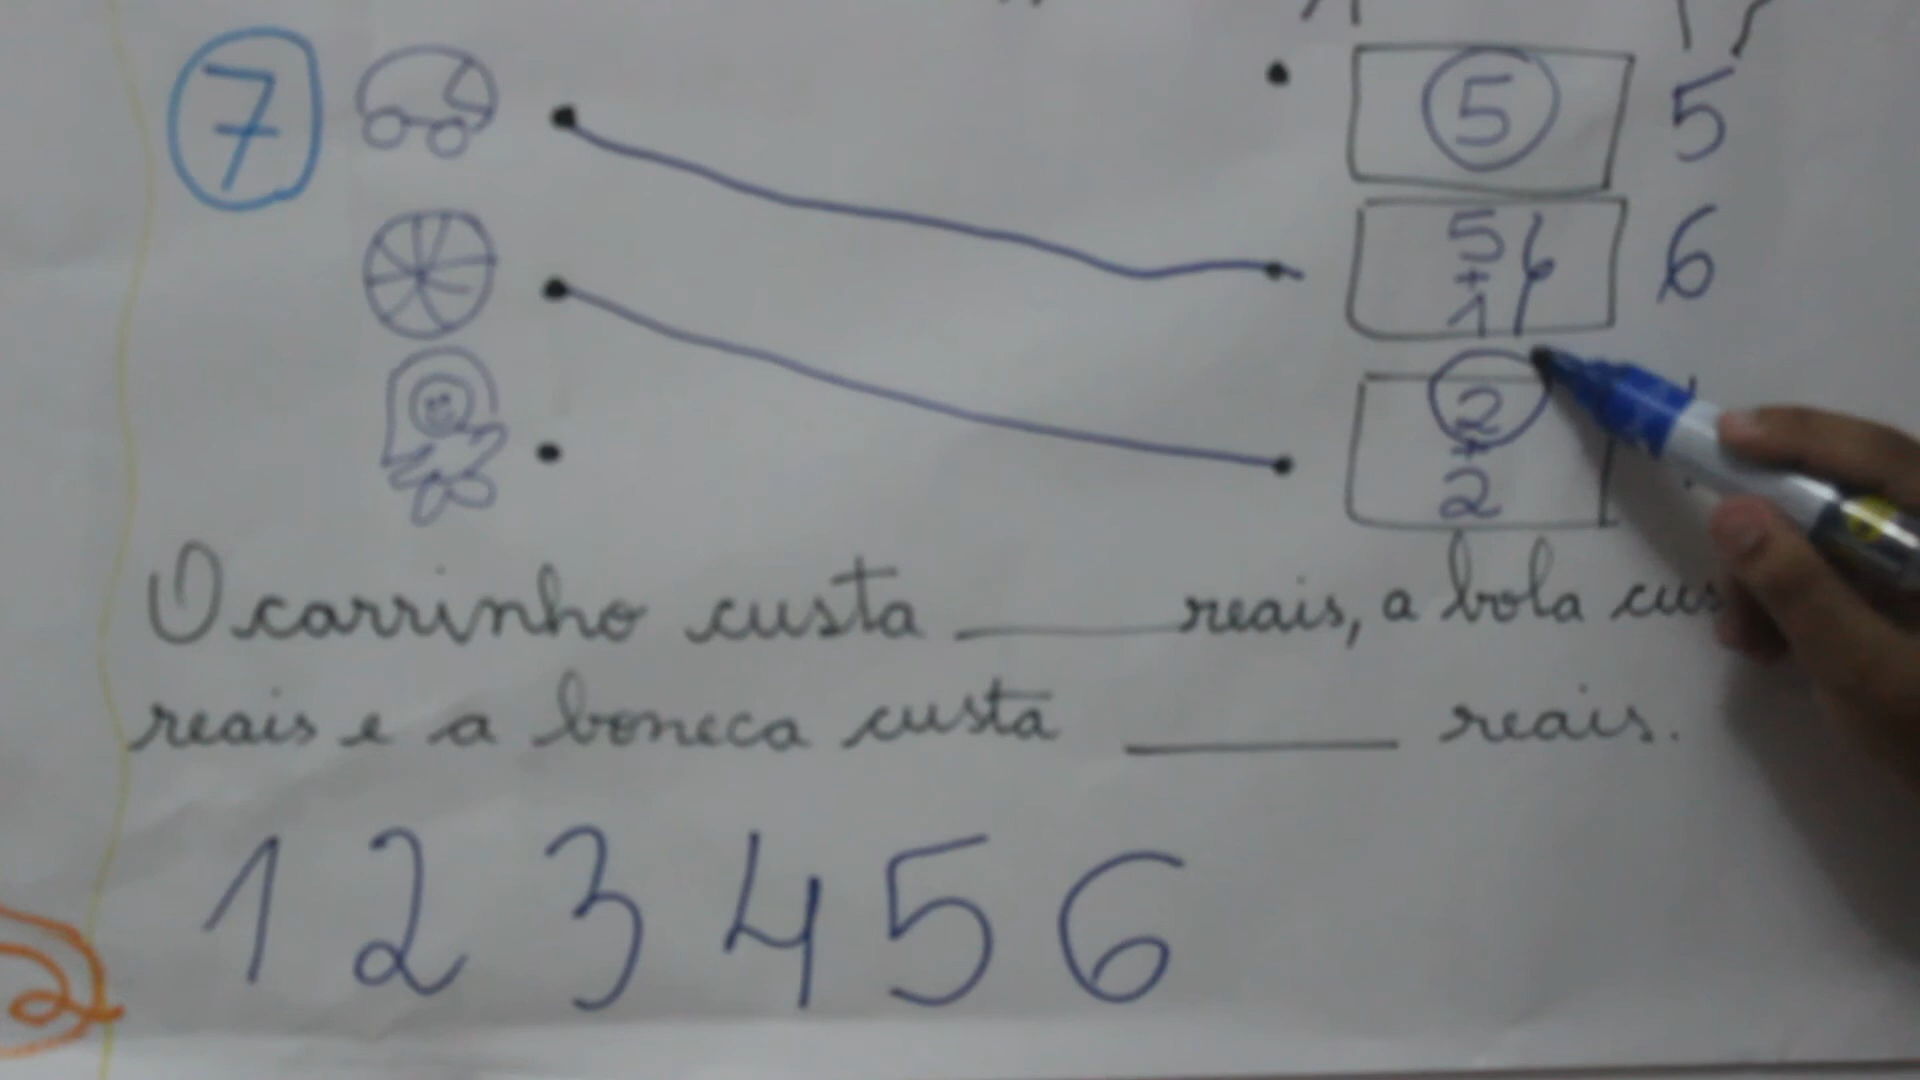 7
5 5
5 + 1 6 6
2 + 2
O carrinho custa ______ reais, a bola cus
reais e a boneca custa ______ reais.
1 2 3 4 5 6
2